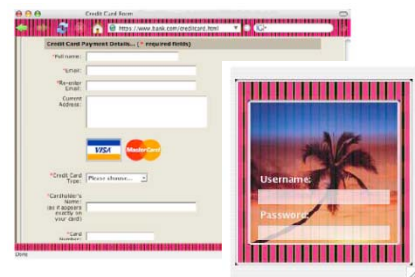 Credit Card Form
https://www.bank.com/creditcard.html
Credit Card Payment Details... (* required fields)
*Full name:
*Email:
*Re-enter
Email:
Current
Address:
VISA
MasterCard
*Credit Card
Type:
Please choose...
*Cardholder's
Name:
(as it appears
exactly on
your card)
*Card
Number:
Done
Username:
Password: